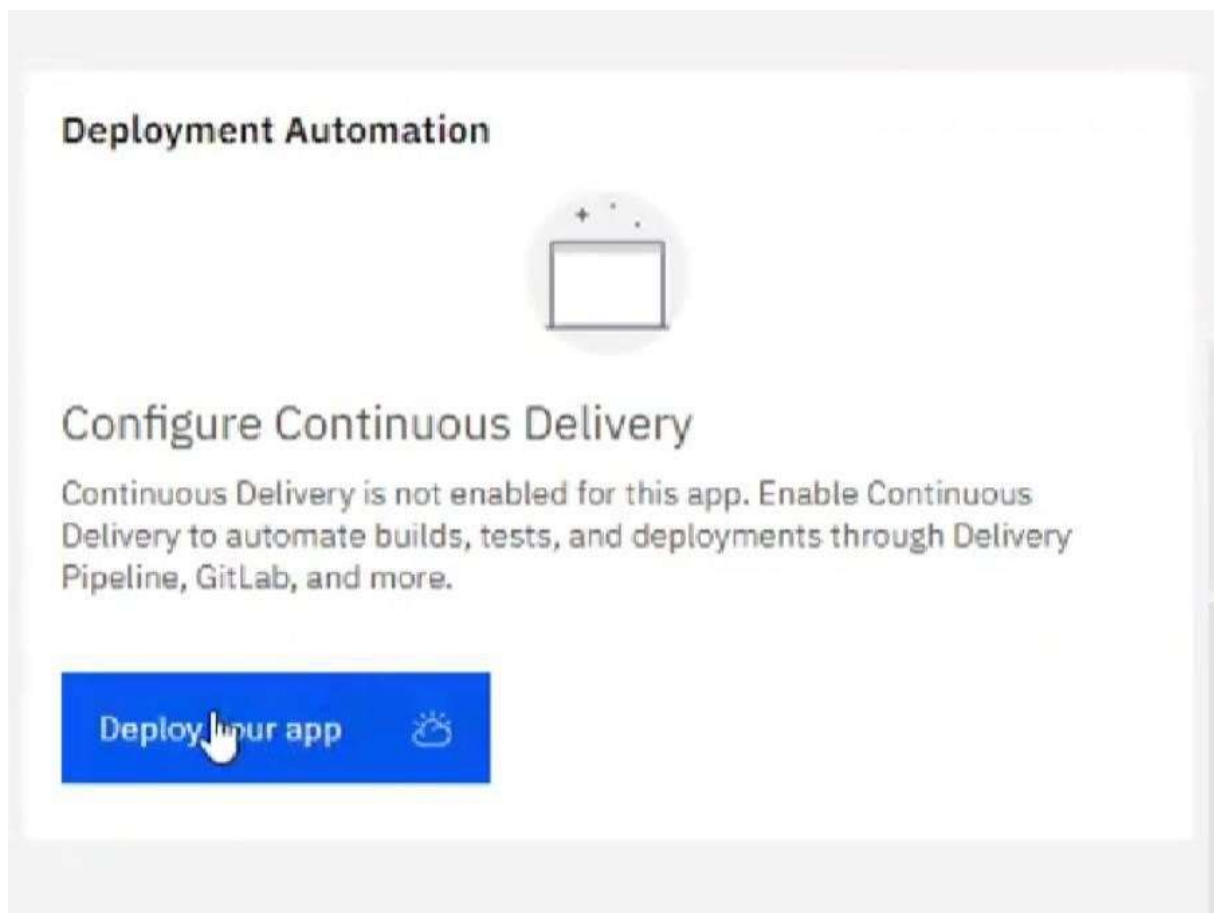 Deployment Automation
Configure Continuous Delivery
Continuous Delivery is not enabled for this app. Enable Continuous
Delivery to automate builds, tests, and deployments through Delivery
Pipeline, GitLab, and more.
Deploy your app